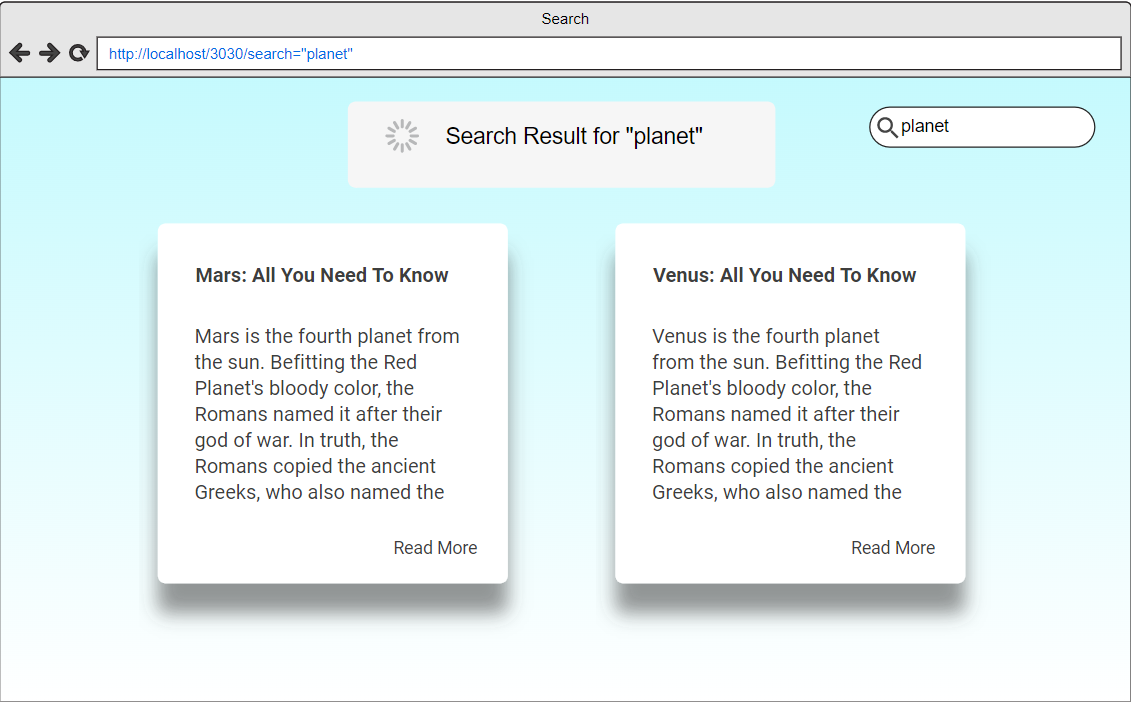 Search
http://localhost/3030/search="planet"
Search Result for "planet"
planet
Mars: All You Need To Know
Mars is the fourth planet from
the sun. Befitting the Red
Planet's bloody color, the
Romans named it after their
god of war. In truth, the
Romans copied the ancient
Greeks, who also named the
Read More
Venus: All You Need To Know
Venus is the fourth planet
from the sun. Befitting the Red
Planet's bloody color, the
Romans named it after their
god of war. In truth, the
Romans copied the ancient
Greeks, who also named the
Read More